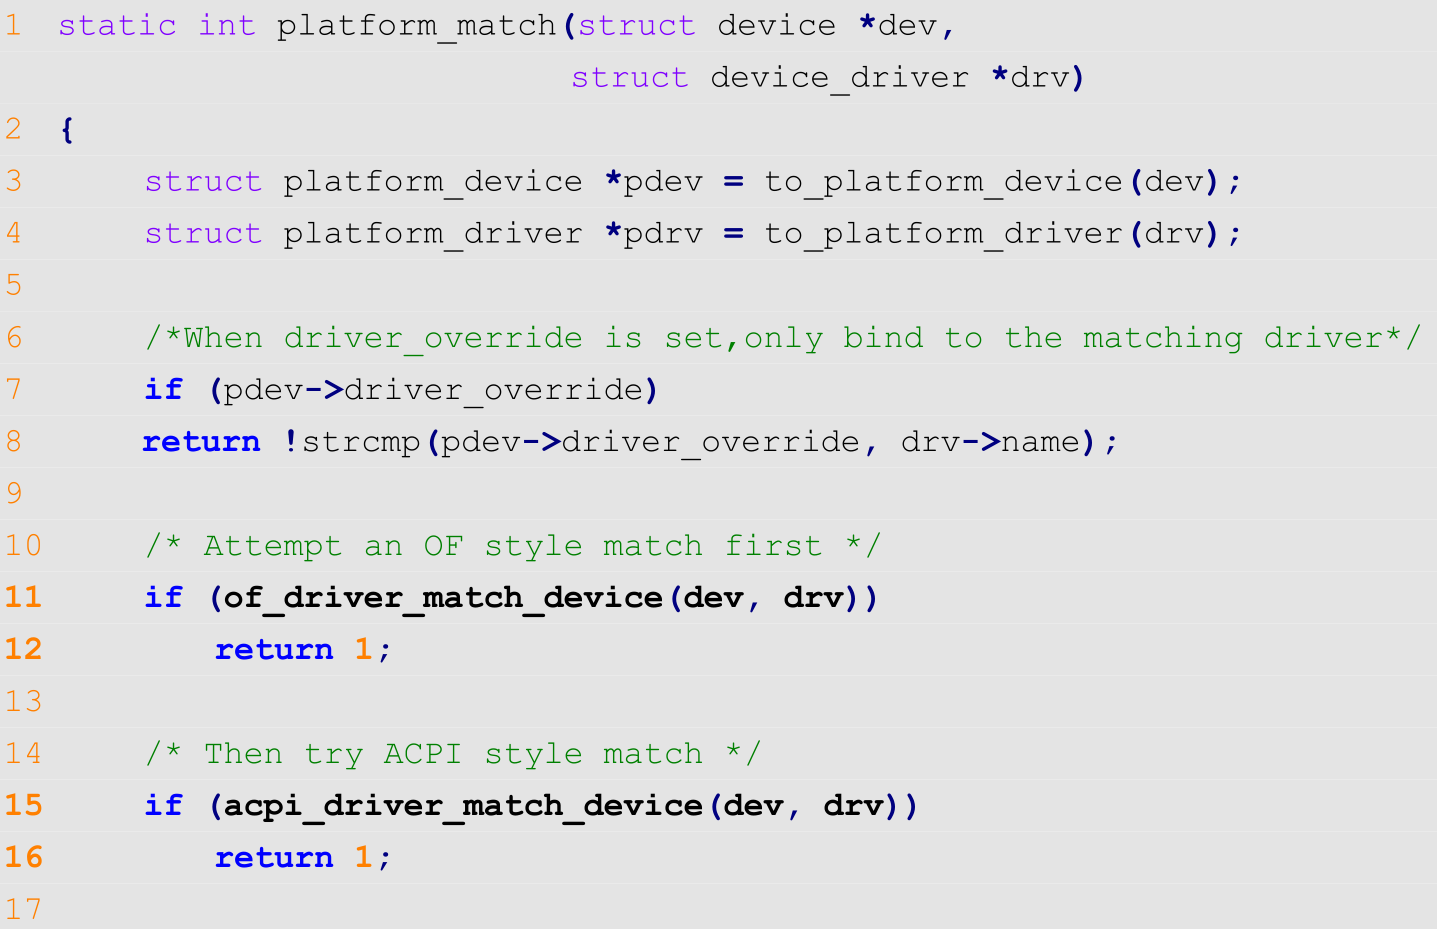 1 static int platform_match(struct device *dev,
struct device_driver *drv)
2 {
3 struct platform_device *pdev = to_platform_device(dev);
4 struct platform_driver *pdrv = to_platform_driver(drv);
5
6 /*When driver_override is set,only bind to the matching driver*/
7 if (pdev->driver_override)
8 return !strcmp(pdev->driver_override, drv->name);
9
10 /* Attempt an OF style match first */
11 if (of_driver_match_device(dev, drv))
12 return 1;
13
14 /* Then try ACPI style match */
15 if (acpi_driver_match_device(dev, drv))
16 return 1;
17